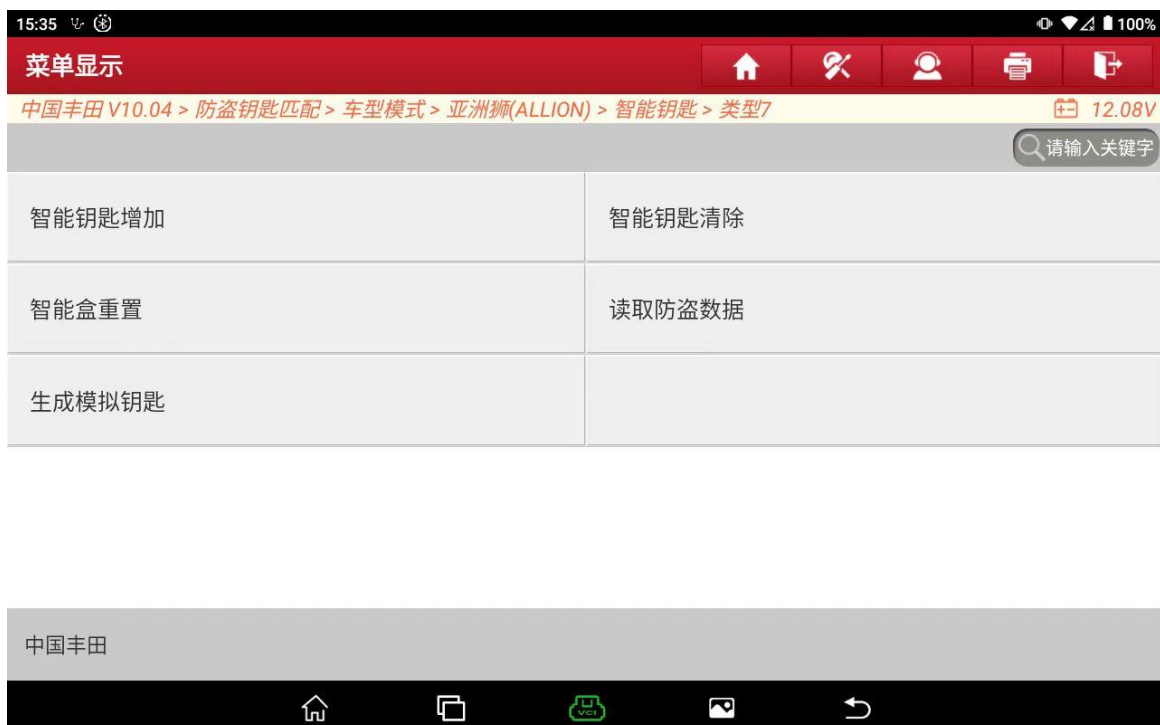 15:35 100%
菜单显示
中国丰田 V10.04 > 防盗钥匙匹配 > 车型模式 > 亚洲狮(ALLION) > 智能钥匙 > 类型7 12.08V
请输入关键字
智能钥匙增加 智能钥匙清除
智能盒重置 读取防盗数据
生成模拟钥匙
中国丰田
VCI